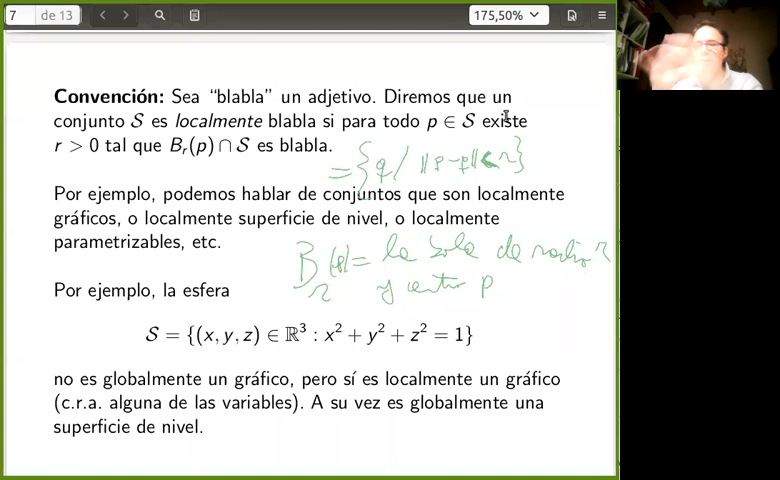 7 de 13 175,50%
Convención: Sea “blabla” un adjetivo. Diremos que un
conjunto S es localmente blabla si para todo p ∈ S existe
r > 0 tal que Bᵣ(p) ∩ S es blabla.
= {q / ||q-p|| < r}
Por ejemplo, podemos hablar de conjuntos que son localmente
gráficos, o localmente superficie de nivel, o localmente
parametrizables, etc.
Bᵣ(p) = la bola de radio r
y centro p
Por ejemplo, la esfera
S = {(x, y, z) ∈ ℝ³ : x² + y² + z² = 1}
no es globalmente un gráfico, pero sí es localmente un gráfico
(c.r.a. alguna de las variables). A su vez es globalmente una
superficie de nivel.